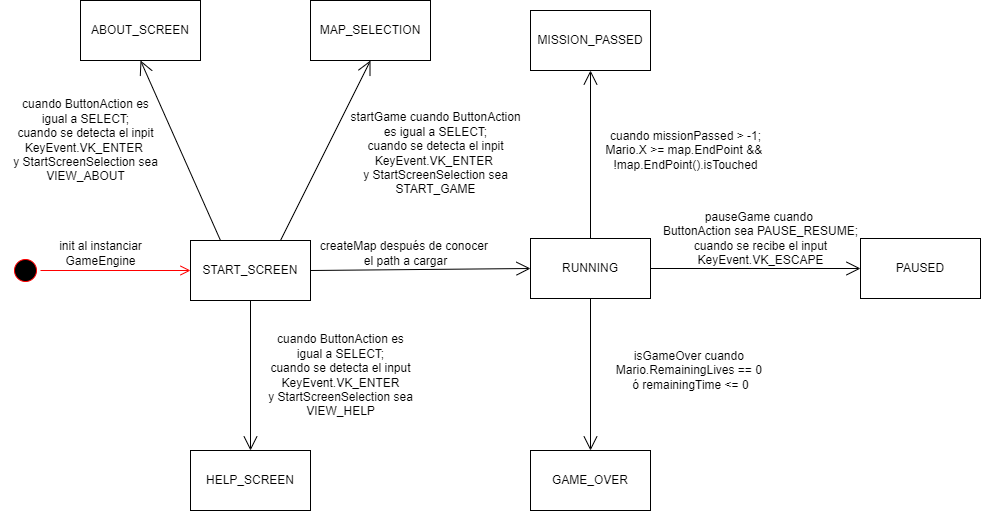 ABOUT_SCREEN
MAP_SELECTION
MISSION_PASSED
cuando ButtonAction es
igual a SELECT;
cuando se detecta el inpit
KeyEvent.VK_ENTER
y StartScreenSelection sea
VIEW_ABOUT
startGame cuando ButtonAction
es igual a SELECT;
cuando se detecta el inpit
KeyEvent.VK_ENTER
y StartScreenSelection sea
START_GAME
cuando missionPassed > -1;
Mario.X >= map.EndPoint &&
!map.EndPoint().isTouched
init al instanciar
GameEngine
START_SCREEN
createMap después de conocer
el path a cargar
RUNNING
pauseGame cuando
ButtonAction sea PAUSE_RESUME;
cuando se recibe el input
KeyEvent.VK_ESCAPE
PAUSED
cuando ButtonAction es
igual a SELECT;
cuando se detecta el input
KeyEvent.VK_ENTER
y StartScreenSelection sea
VIEW_HELP
isGameOver cuando
Mario.RemainingLives == 0
ó remainingTime <= 0
HELP_SCREEN
GAME_OVER